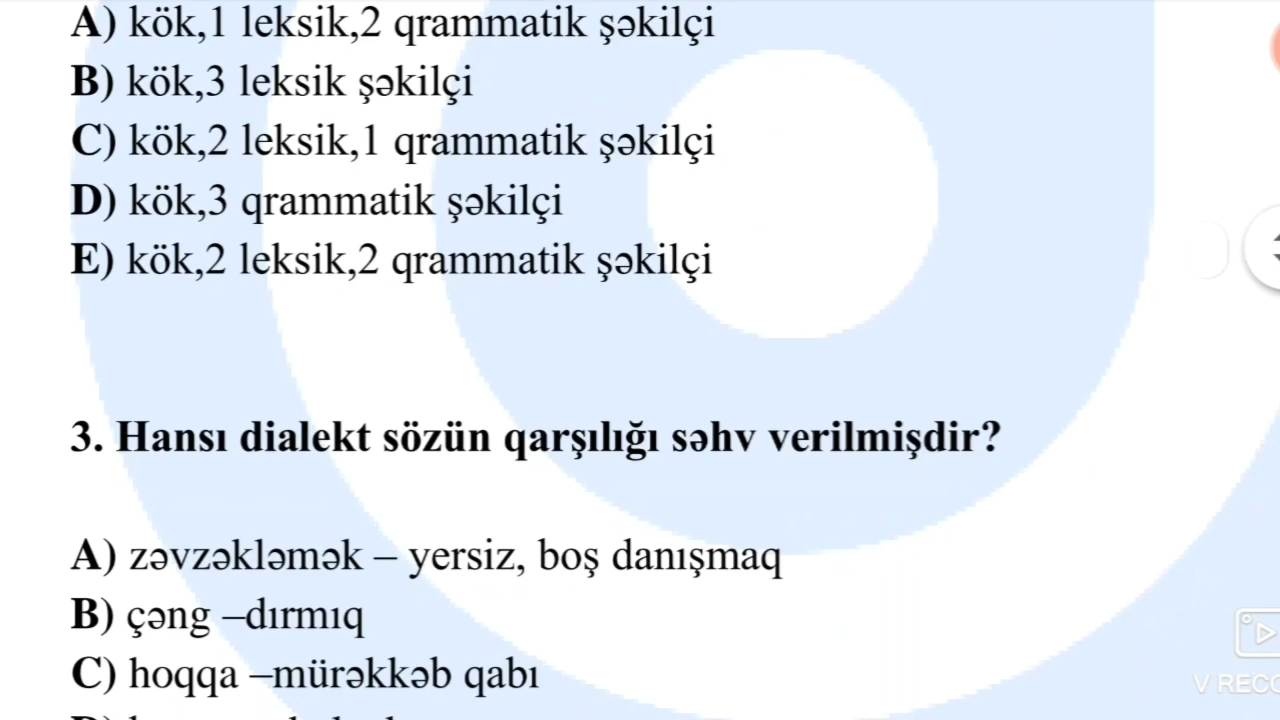 A) kök,1 leksik,2 qrammatik şəkilçi
B) kök,3 leksik şəkilçi
C) kök,2 leksik,1 qrammatik şəkilçi
D) kök,3 qrammatik şəkilçi
E) kök,2 leksik,2 qrammatik şəkilçi
3. Hansı dialekt sözün qarşılığı səhv verilmişdir?
A) zəvzəkləmək – yersiz, boş danışmaq
B) çəng –dırmıq
C) hoqqa –mürəkkəb qabı
V RECO